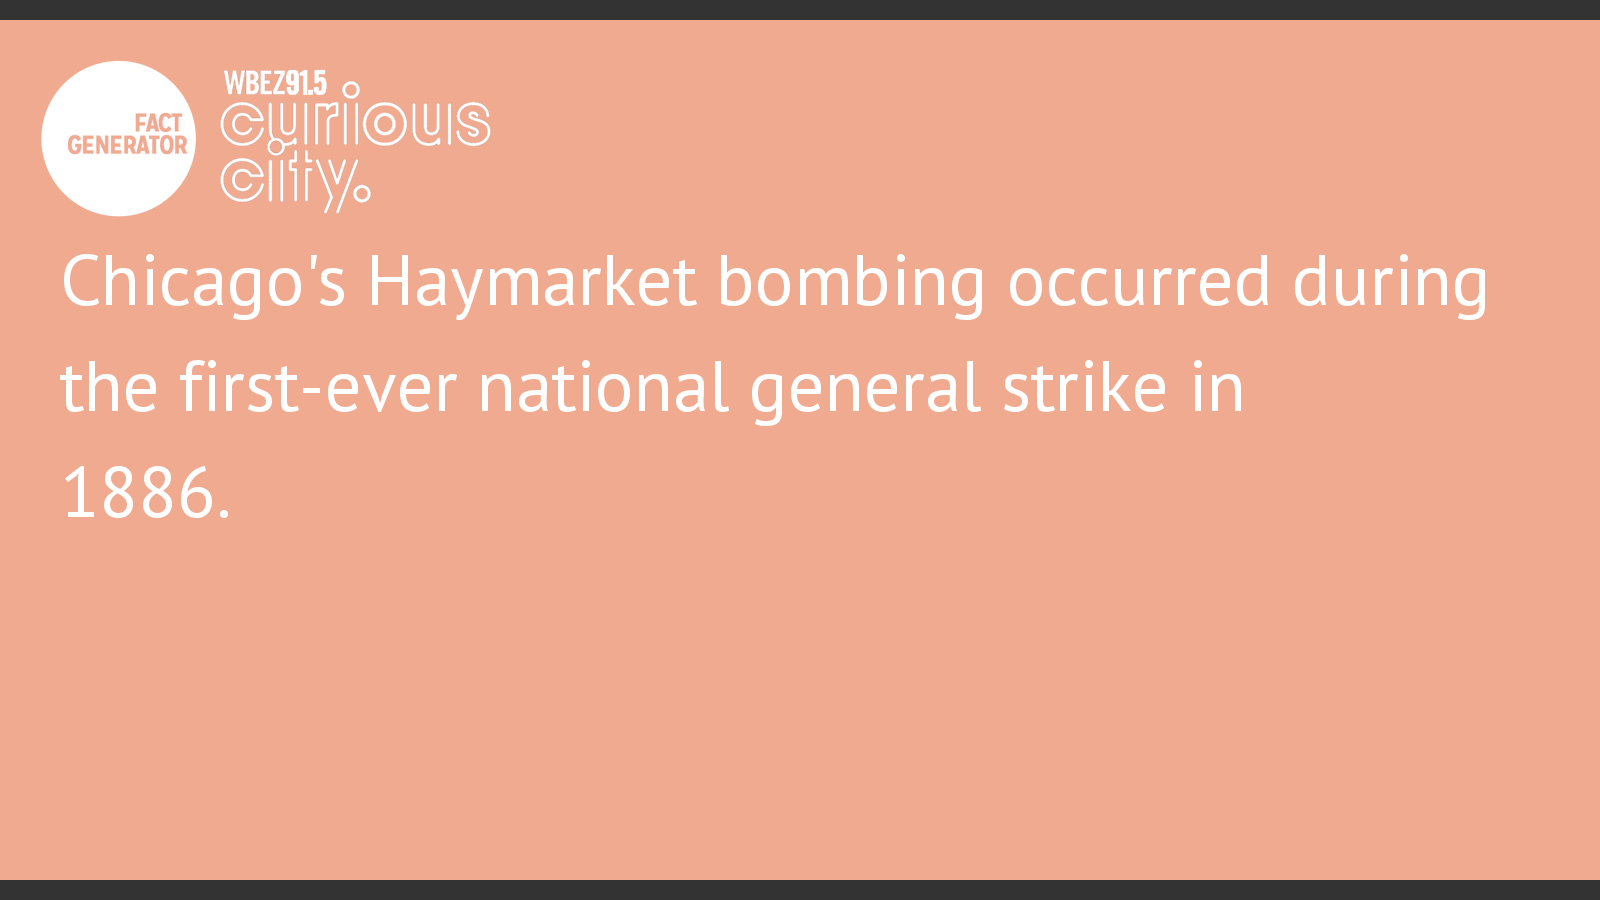 FACT
GENERATOR
WBEZ91.5
curious
city.
Chicago's Haymarket bombing occurred during
the first-ever national general strike in
1886.